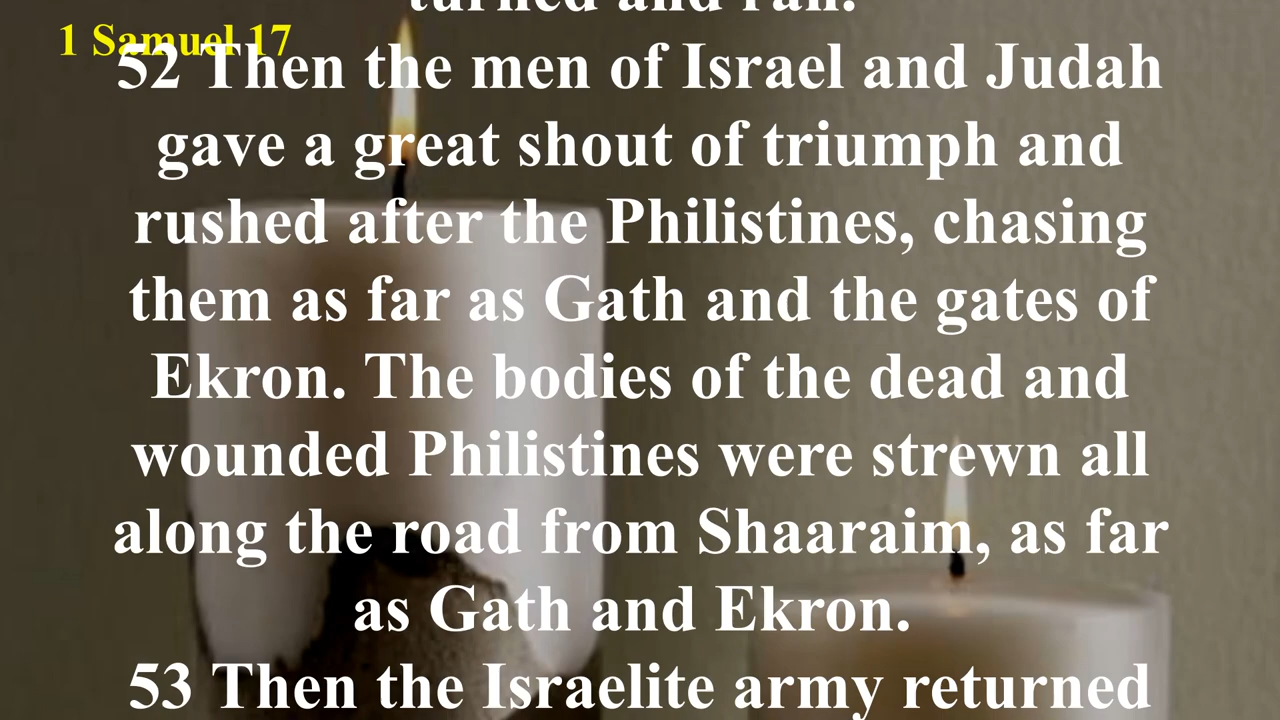 turned and ran.
1 Samuel 17
52 Then the men of Israel and Judah
gave a great shout of triumph and
rushed after the Philistines, chasing
them as far as Gath and the gates of
Ekron. The bodies of the dead and
wounded Philistines were strewn all
along the road from Shaaraim, as far
as Gath and Ekron.
53 Then the Israelite army returned